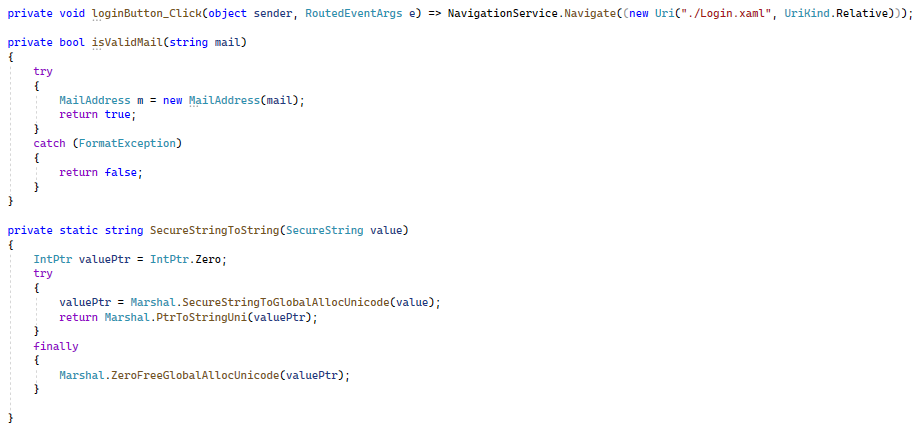 private void loginButton_Click(object sender, RoutedEventArgs e) => NavigationService.Navigate((new Uri("./Login.xaml", UriKind.Relative)));
private bool isValidMail(string mail)
{
try
{
MailAddress m = new MailAddress(mail);
return true;
}
catch (FormatException)
{
return false;
}
}
private static string SecureStringToString(SecureString value)
{
IntPtr valuePtr = IntPtr.Zero;
try
{
valuePtr = Marshal.SecureStringToGlobalAllocUnicode(value);
return Marshal.PtrToStringUni(valuePtr);
}
finally
{
Marshal.ZeroFreeGlobalAllocUnicode(valuePtr);
}
}